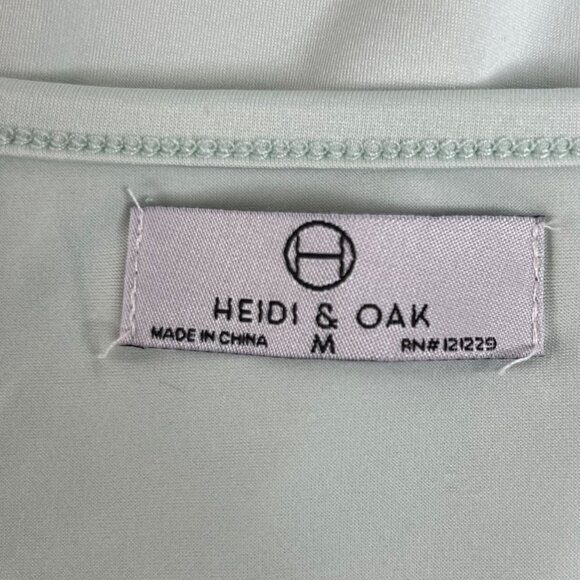 HEIDI & OAK
MADE IN CHINA M RN# 121229